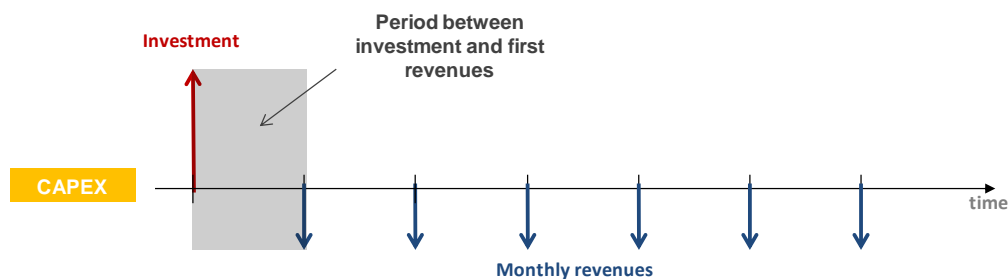 Period between
investment and first
revenues
Investment
CAPEX
time
Monthly revenues